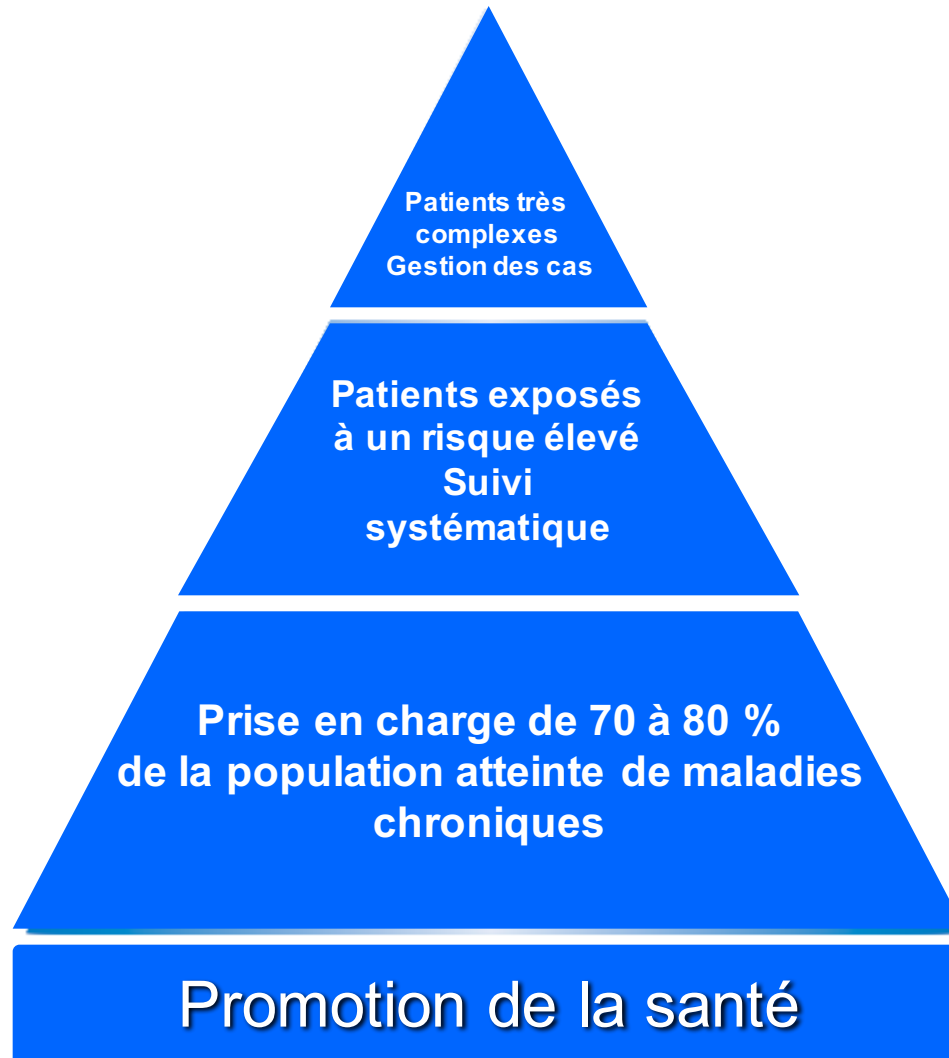 Patients très
complexes
Gestion des cas
Patients exposés
à un risque élevé
Suivi
systématique
Prise en charge de 70 à 80 %
de la population atteinte de maladies
chroniques
Promotion de la santé